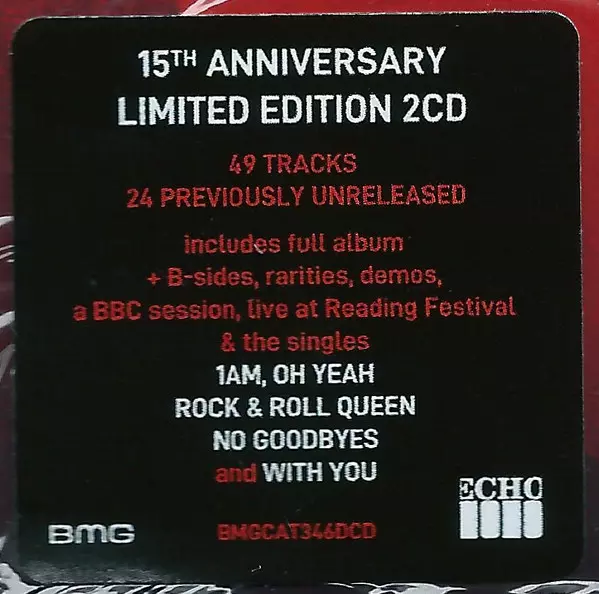 15TH ANNIVERSARY
LIMITED EDITION 2CD
49 TRACKS
24 PREVIOUSLY UNRELEASED
includes full album
+ B-sides, rarities, demos,
a BBC session, live at Reading Festival
& the singles
1AM, OH YEAH
ROCK & ROLL QUEEN
NO GOODBYES
and WITH YOU
ECHO
BMG
BMGCAT346DCD